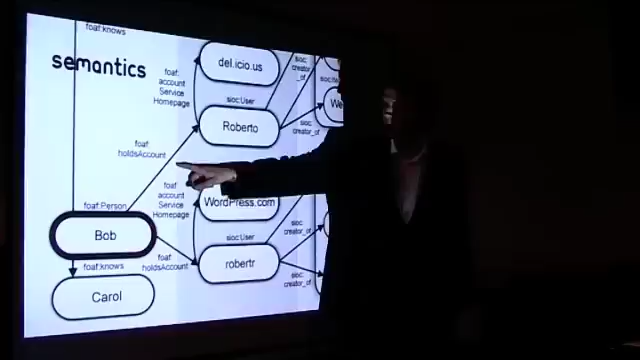 foaf:knows
semantics
foaf:
account
Service
Homepage
del.icio.us
sioc:
creator
_of
sioc:User
Roberto
sioc:
creator_of
foaf:
holdsAccount
foaf:
account
Service
Homepage
WordPress.com
foaf:Person
Bob
sioc:User
robertr
sioc:
creator_of
foaf:
holdsAccount
sioc:
creator_of
foaf:knows
Carol